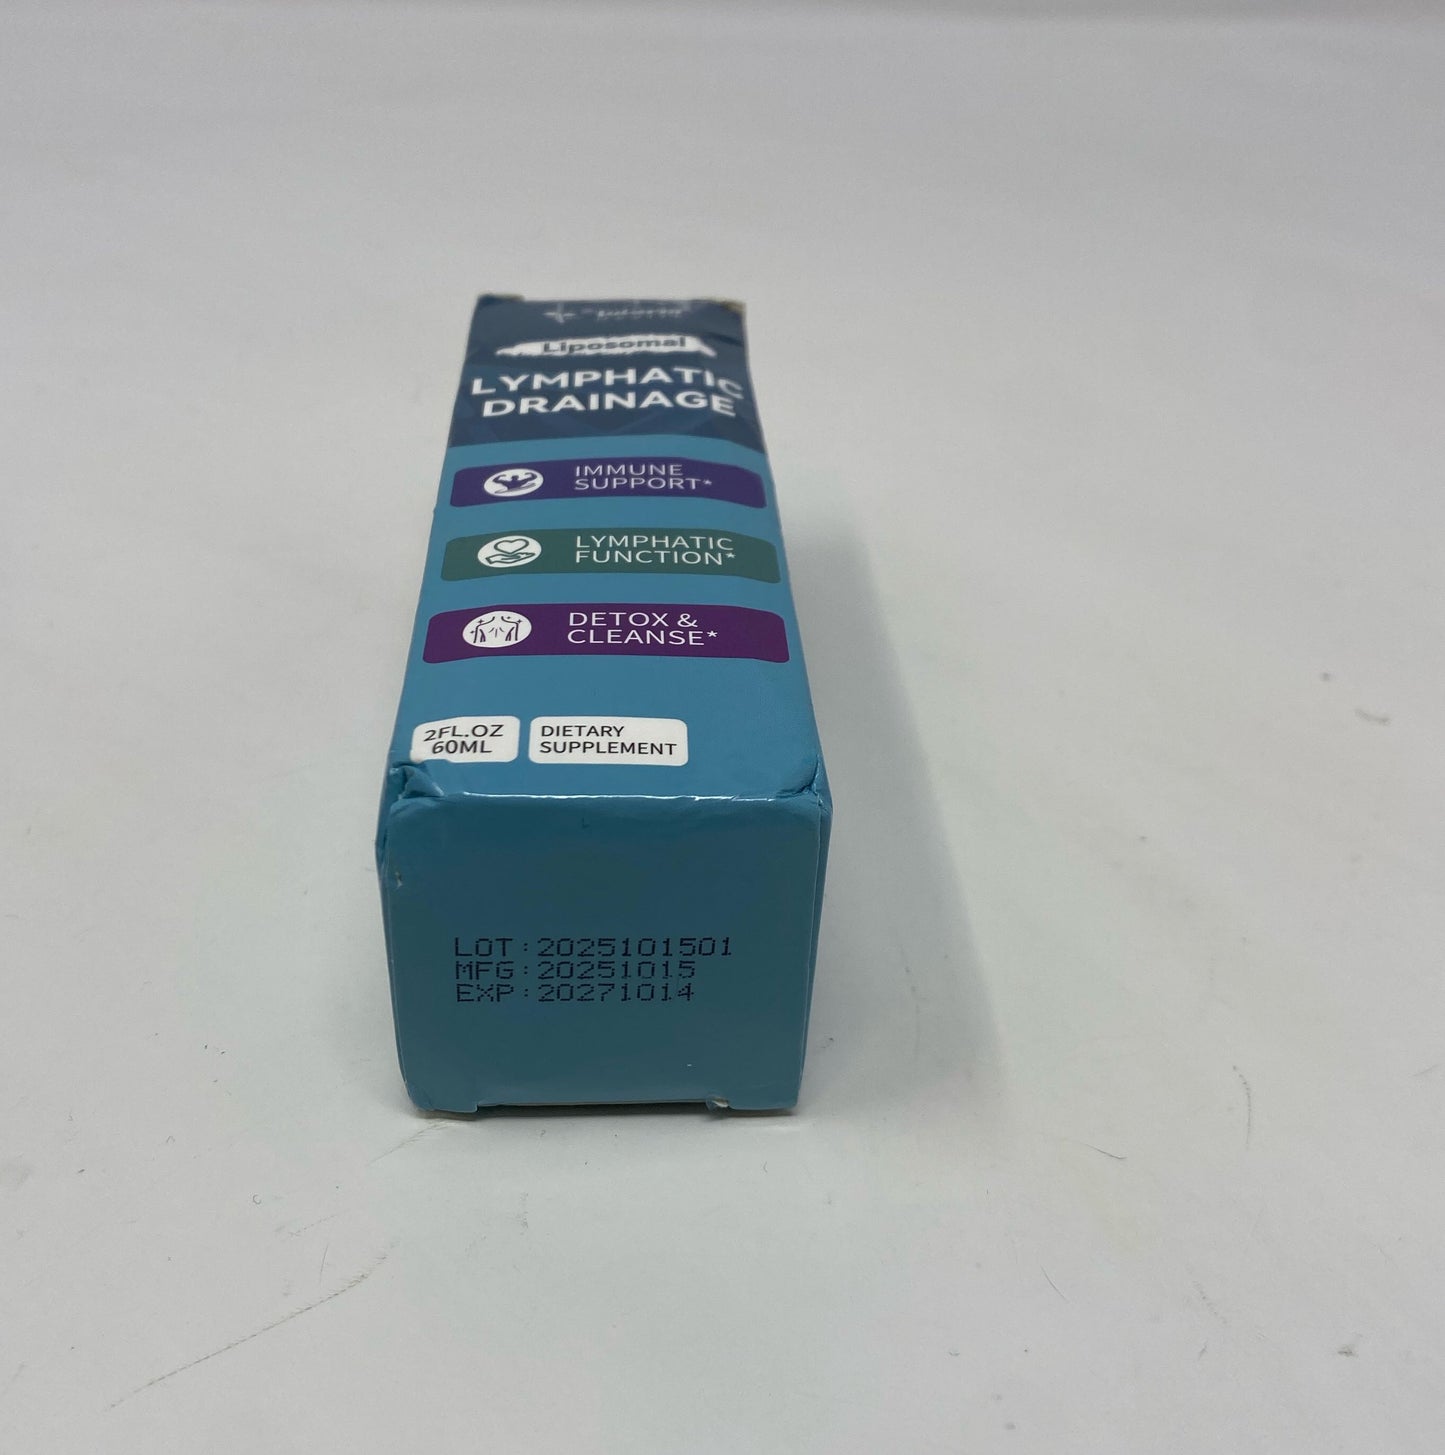 Liposomal
LYMPHATIC
DRAINAGE
IMMUNE
SUPPORT*
LYMPHATIC
FUNCTION*
DETOX &
CLEANSE*
2FL.OZ
60ML
DIETARY
SUPPLEMENT
LOT:2025101501
MFG:20251015
EXP:20271014